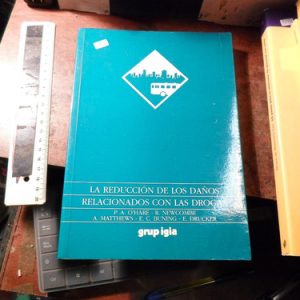 LA REDUCCIÓN DE LOS DAÑOS
RELACIONADOS CON LAS DROGAS
P. A. O'HARE - R. NEWCOMBE
A. MATTHEWS - E. C. BUNING - E. DRUCKER
grup igia